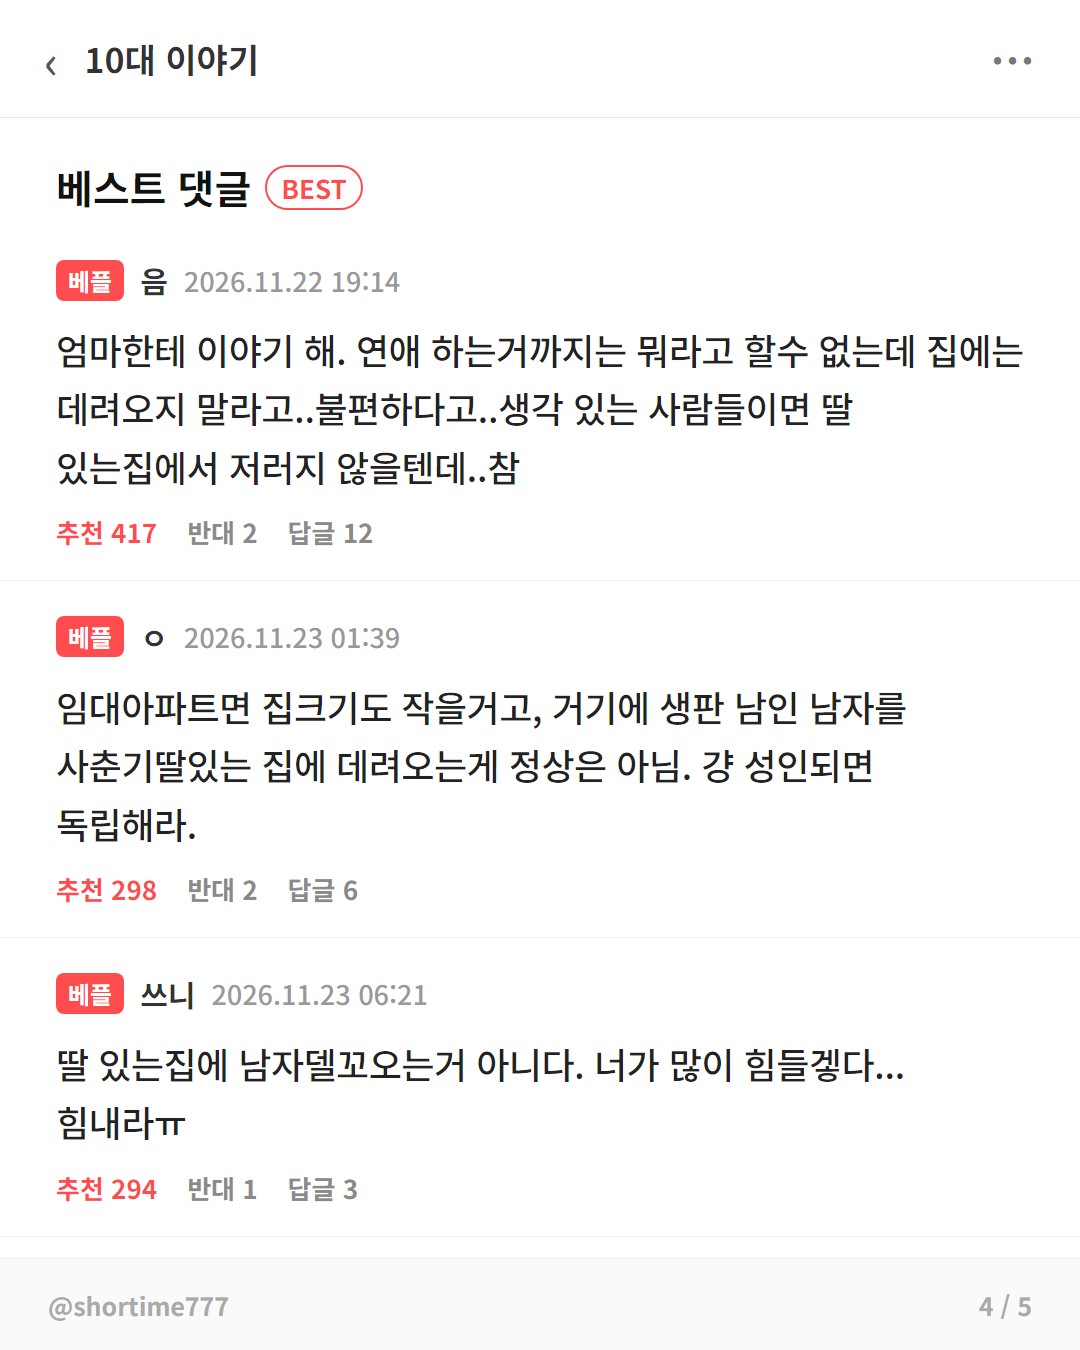 ‹ 10대 이야기 ···
베스트 댓글 BEST
베플 음 2026.11.22 19:14
엄마한테 이야기 해. 연애 하는거까지는 뭐라고 할수 없는데 집에는
데려오지 말라고..불편하다고..생각 있는 사람들이면 딸
있는집에서 저러지 않을텐데..참
추천 417 반대 2 답글 12
베플 ㅇ 2026.11.23 01:39
임대아파트면 집크기도 작을거고, 거기에 생판 남인 남자를
사춘기딸있는 집에 데려오는게 정상은 아님. 걍 성인되면
독립해라.
추천 298 반대 2 답글 6
베플 쓰니 2026.11.23 06:21
딸 있는집에 남자델꼬오는거 아니다. 너가 많이 힘들겧다...
힘내라ㅠ
추천 294 반대 1 답글 3
@shortime777 4 / 5